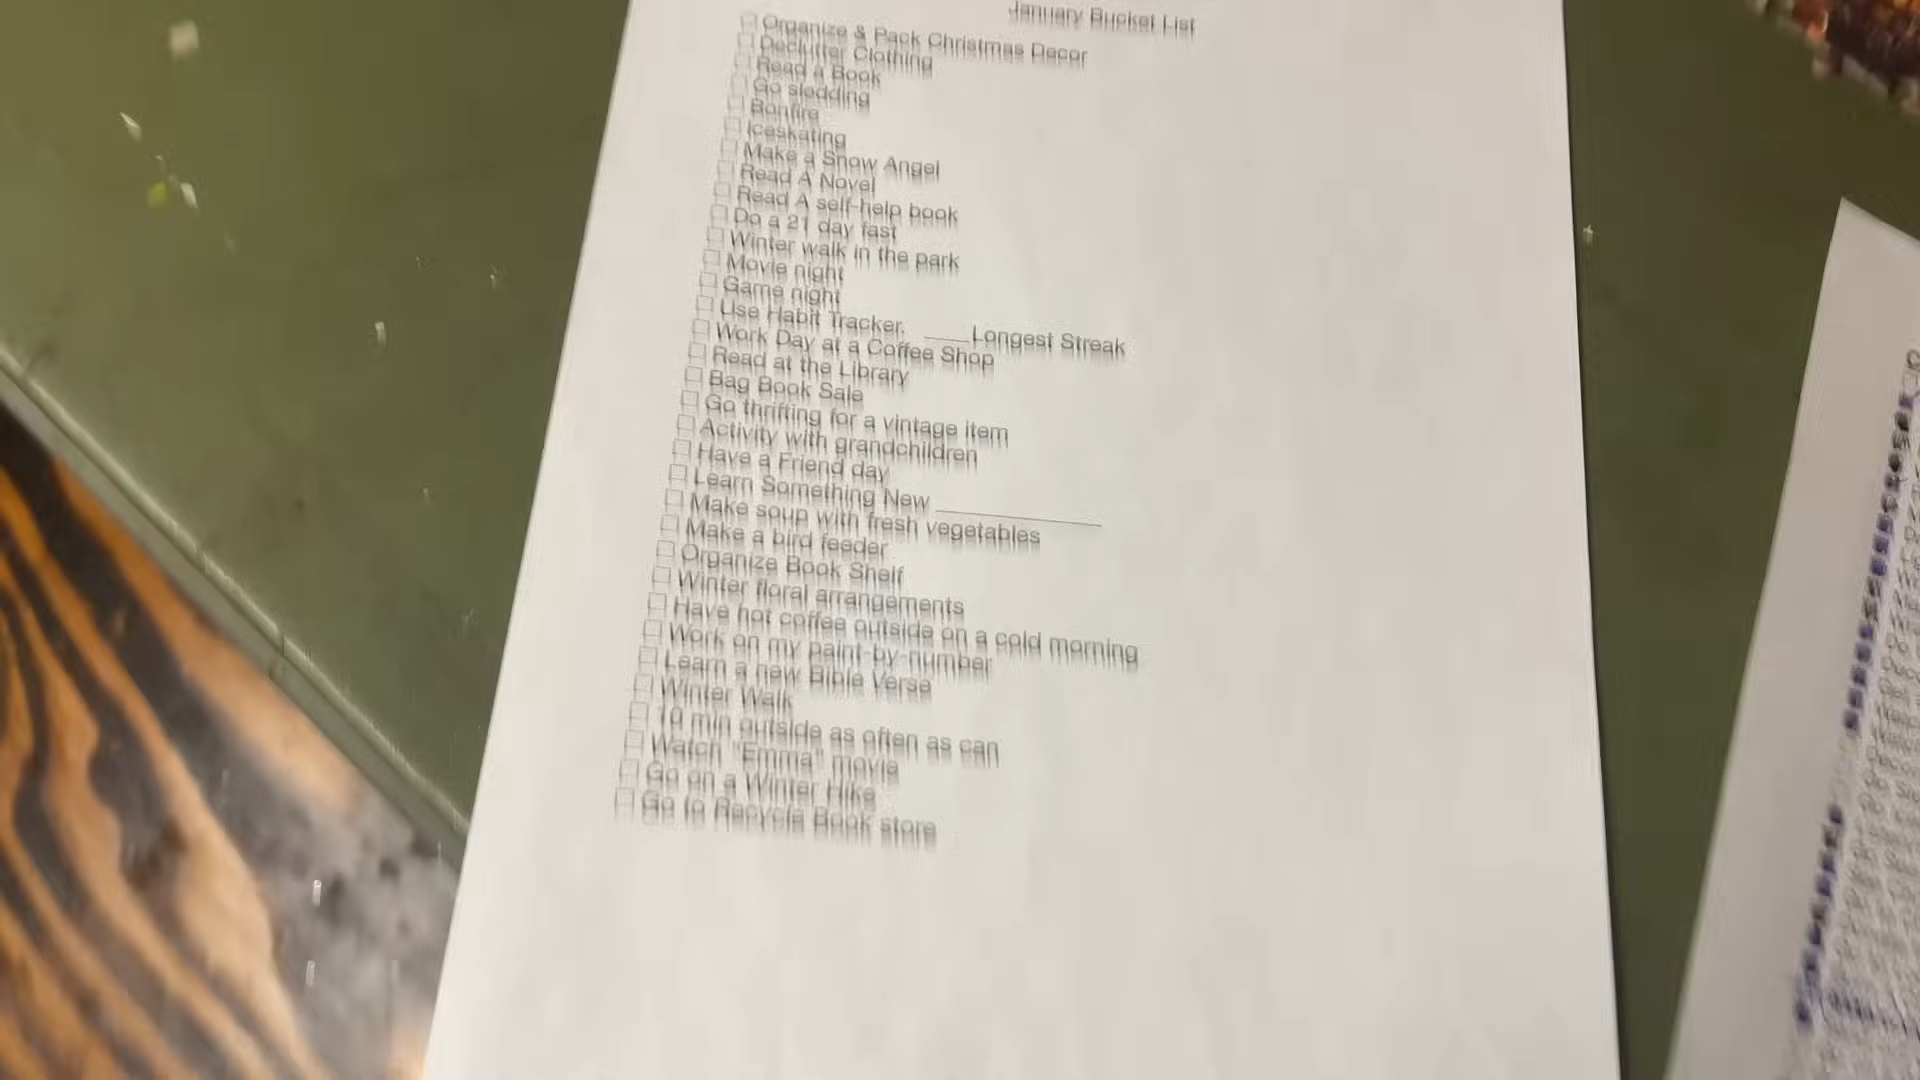 January Bucket List
Organize & Pack Christmas Decor
Declutter Clothing
Read a Book
Go sledding
Bonfire
Iceskating
Make a Snow Angel
Read A Novel
Read A self-help book
Do a 21 day fast
Winter walk in the park
Movie night
Game night
Use Habit Tracker. ____Longest Streak
Work Day at a Coffee Shop
Read at the Library
Bag Book Sale
Go thrifting for a vintage item
Activity with grandchildren
Have a Friend day
Learn Something New _______________
Make soup with fresh vegetables
Make a bird feeder
Organize Book Shelf
Winter floral arrangements
Have hot coffee outside on a cold morning
Work on my paint-by-number
Learn a new Bible Verse
Winter Walk
10 min outside as often as can
Watch "Emma" movie
Go on a Winter Hike
Go to Recycle Book store